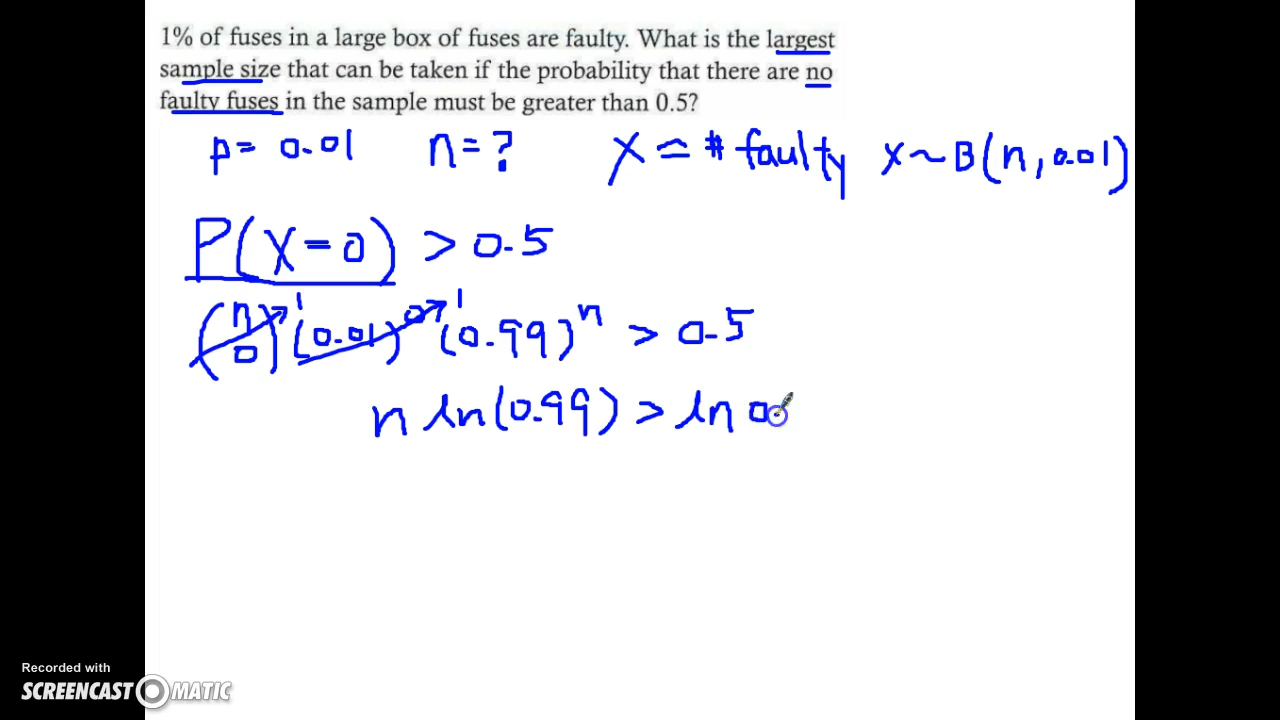 1% of fuses in a large box of fuses are faulty. What is the largest
sample size that can be taken if the probability that there are no
faulty fuses in the sample must be greater than 0.5?
p= 0.01 n= ? X = # faulty X~B(n, 0.01)
P(X=0) > 0.5
(n 0) 1 (0.01)^0 1 (0.99)^n > 0.5
n ln(0.99) > ln 0.
Recorded with
SCREENCAST MATIC